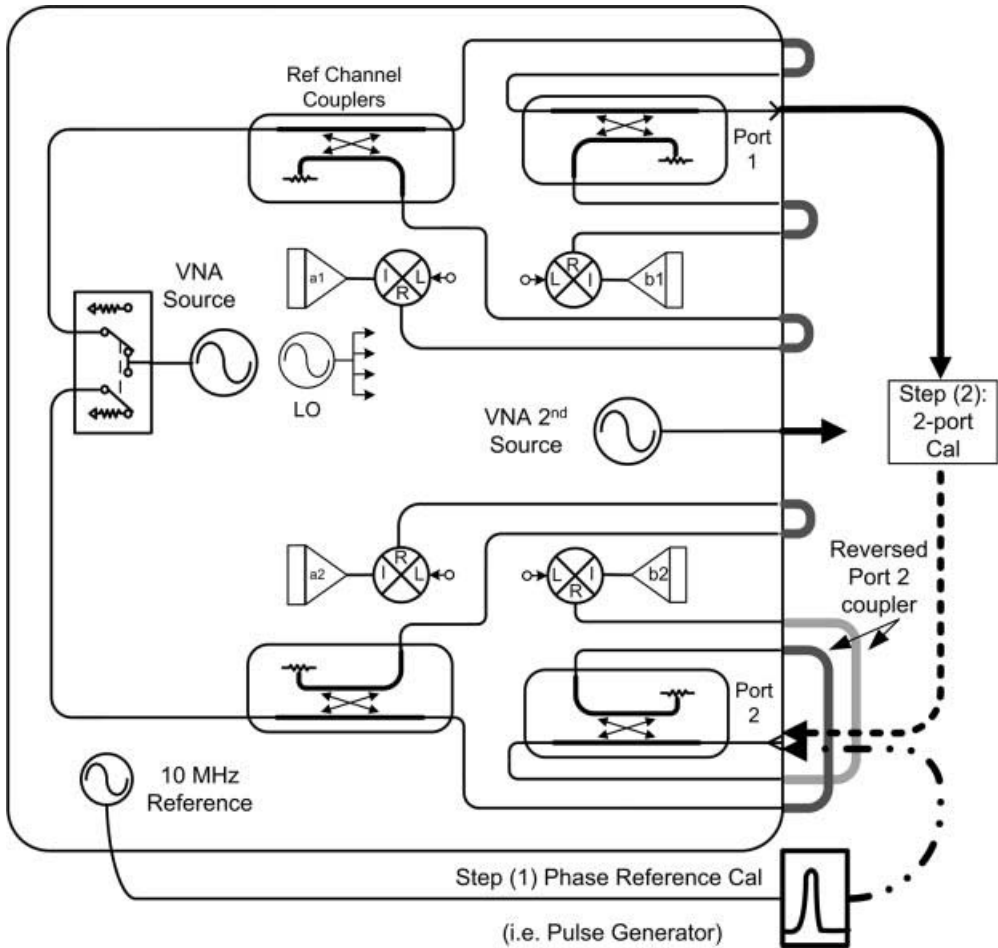 Ref Channel
Couplers
Port
1
VNA
Source
a1
I
L
R
R
L
I
b1
LO
VNA 2nd
Source
Step (2):
2-port
Cal
a2
R
I
L
L
I
R
b2
Reversed
Port 2
coupler
Port
2
10 MHz
Reference
Step (1) Phase Reference Cal
(i.e. Pulse Generator)